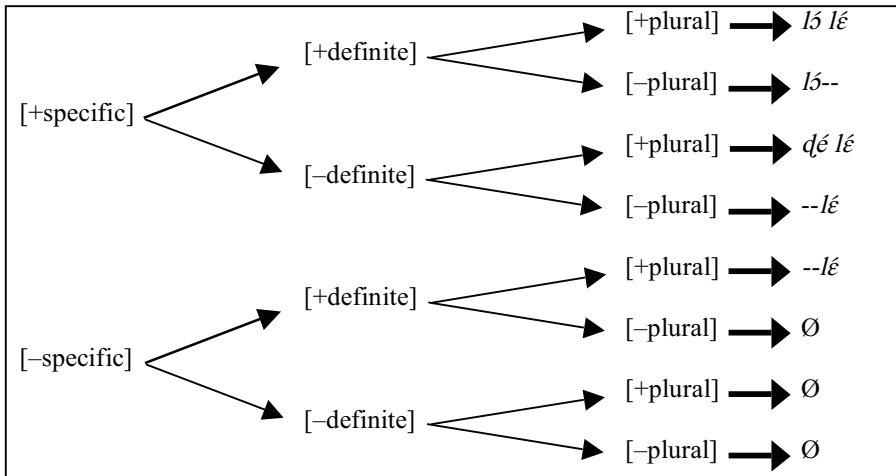 [+plural] lɔ́ lɛ́
[+definite]
[–plural] lɔ́--
[+specific]
[+plural] ɖé lɛ́
[–definite]
[–plural] --lɛ́
[+plural] --lɛ́
[+definite]
[–plural] Ø
[–specific]
[+plural] Ø
[–definite]
[–plural] Ø